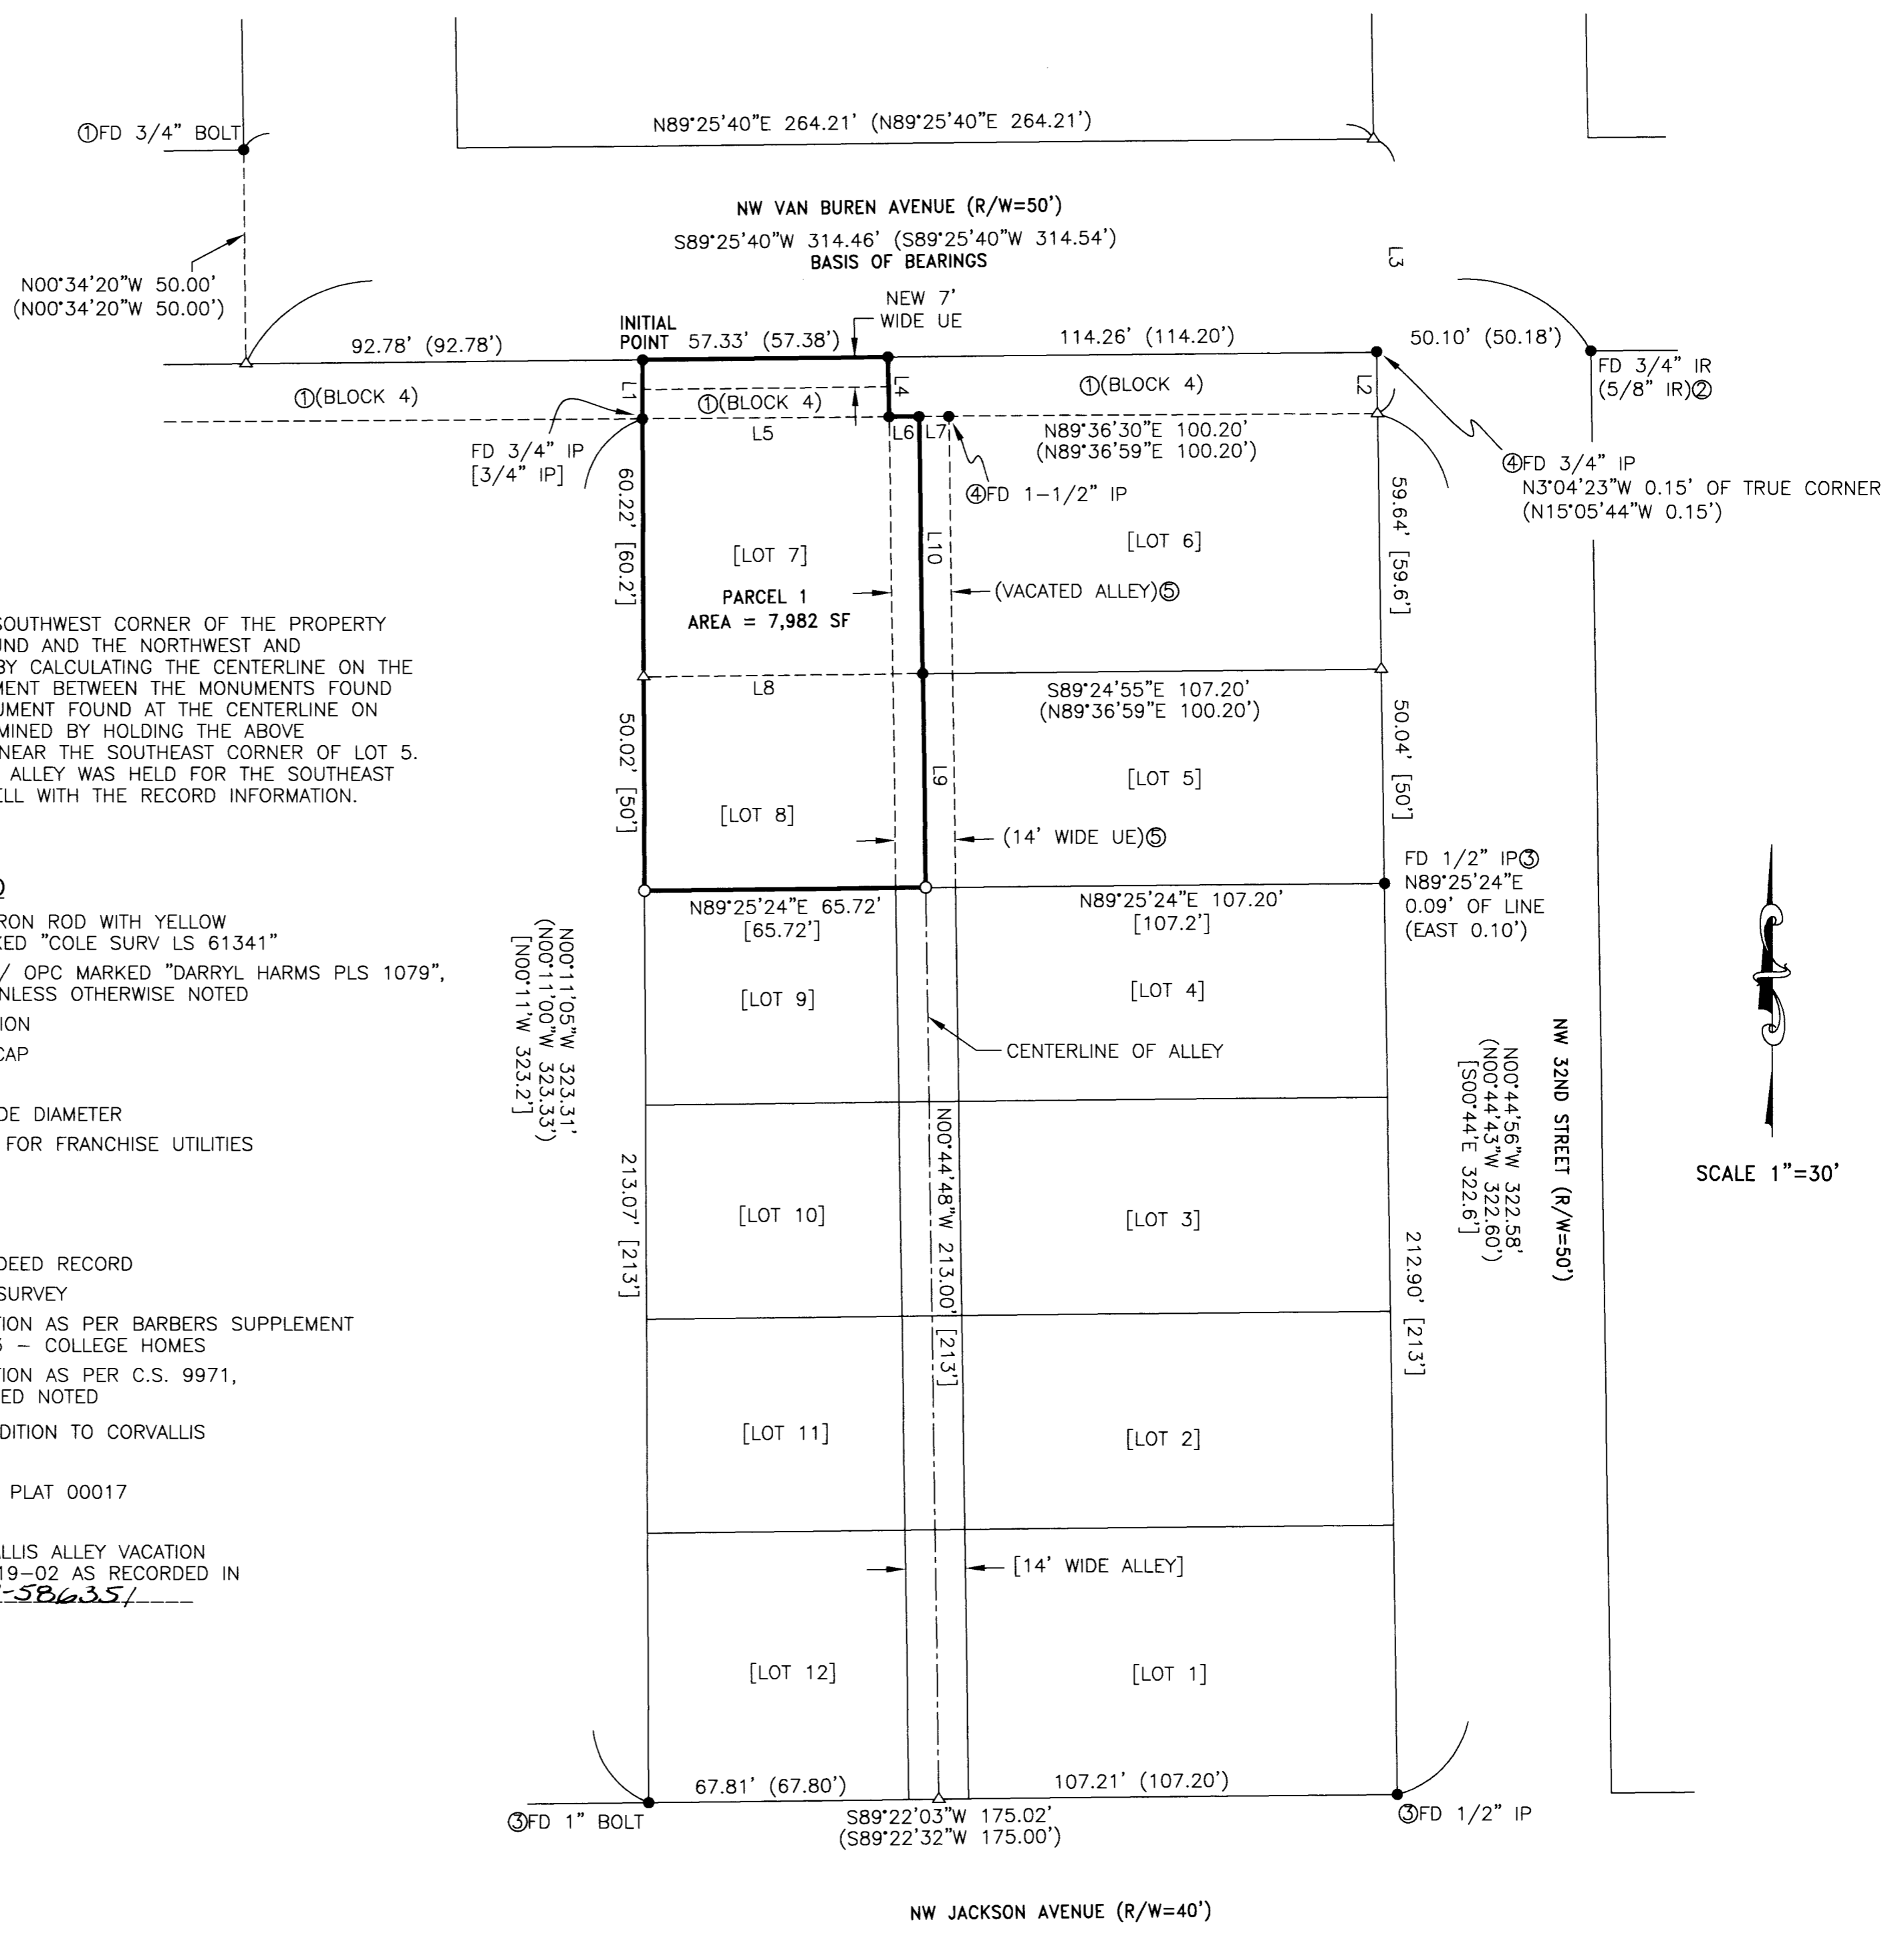 ①FD 3/4" BOLT
N89°25'40"E 264.21' (N89°25'40"E 264.21')
NW VAN BUREN AVENUE (R/W=50')
S89°25'40"W 314.46' (S89°25'40"W 314.54')
BASIS OF BEARINGS
L3
N00°34'20"W 50.00'
(N00°34'20"W 50.00')
NEW 7'
WIDE UE
INITIAL
POINT
92.78' (92.78')
57.33' (57.38')
114.26' (114.20')
50.10' (50.18')
FD 3/4" IR
(5/8" IR)②
①(BLOCK 4)
L1
①(BLOCK 4)
L4
①(BLOCK 4)
L2
L5
L6
L7
N89°36'30"E 100.20'
(N89°36'59"E 100.20')
FD 3/4" IP
[3/4" IP]
④FD 1-1/2" IP
④FD 3/4" IP
N3°04'23"W 0.15' OF TRUE CORNER
(N15°05'44"W 0.15')
60.22' [60.2']
[LOT 7]
L10
[LOT 6]
59.64' [59.6']
PARCEL 1
AREA = 7,982 SF
(VACATED ALLEY)⑤
SOUTHWEST CORNER OF THE PROPERTY
UND AND THE NORTHWEST AND
BY CALCULATING THE CENTERLINE ON THE
MENT BETWEEN THE MONUMENTS FOUND
UMENT FOUND AT THE CENTERLINE ON
MINED BY HOLDING THE ABOVE
NEAR THE SOUTHEAST CORNER OF LOT 5.
ALLEY WAS HELD FOR THE SOUTHEAST
ELL WITH THE RECORD INFORMATION.
L8
S89°24'55"E 107.20'
(N89°36'59"E 100.20')
50.02' [50']
[LOT 8]
L9
[LOT 5]
50.04' [50']
(14' WIDE UE)⑤
FD 1/2" IP③
N89°25'24"E
0.09' OF LINE
(EAST 0.10')
N89°25'24"E 65.72'
[65.72']
N89°25'24"E 107.20'
[107.2']
RON ROD WITH YELLOW
KED "COLE SURV LS 61341"
/ OPC MARKED "DARRYL HARMS PLS 1079",
NLESS OTHERWISE NOTED
ION
CAP
DE DIAMETER
FOR FRANCHISE UTILITIES
DEED RECORD
SURVEY
TION AS PER BARBERS SUPPLEMENT
6 - COLLEGE HOMES
TION AS PER C.S. 9971,
ED NOTED
DITION TO CORVALLIS
PLAT 00017
ALLIS ALLEY VACATION
19-02 AS RECORDED IN
-586351
N00°11'05"W 323.31'
(N00°11'00"W 323.33')
[N00°11'W 323.2']
[LOT 9]
[LOT 4]
CENTERLINE OF ALLEY
N00°44'56"W 322.58'
(N00°44'43"W 322.60')
[S00°44'E 322.6']
NW 32ND STREET (R/W=50')
SCALE 1"=30'
213.07' [213']
[LOT 10]
N00°44'48"W 213.00' [213']
[LOT 3]
212.90' [213']
[LOT 11]
[LOT 2]
[14' WIDE ALLEY]
[LOT 12]
[LOT 1]
67.81' (67.80')
107.21' (107.20')
③FD 1" BOLT
S89°22'03"W 175.02'
(S89°22'32"W 175.00')
③FD 1/2" IP
NW JACKSON AVENUE (R/W=40')